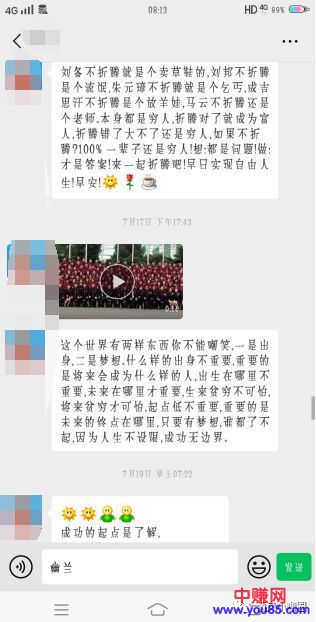 4G
08:13
HD 4G 89%
刘备不折腾就是个卖草鞋的,刘邦不折腾
是个流氓,朱元璋不折腾就是个乞丐,成吉
思汗不折腾是个放羊娃,马云不折腾还是
个老师。本身都是穷人,折腾对了就成为富
人,折腾错了大不了还是穷人,如果不折
腾?100%一辈子还是穷人!想:都是问题!做:
才是答案!来一起折腾吧!早日实现自由人
生!早安!
7月17日 下午17:43
0:13
这个世界有两样东西你不能嘲笑,一是出
身,二是梦想,什么样的出身不重要,重要的
是将来会成为什么样的人,出生在哪里不
重要,未来在哪里才重要,生来贫穷不可怕,
将来贫穷才可怕,起点低不重要,重要的是
未来的终点在哪里,只要有梦想,谁都了不
起,因为人生不设限,成功无边界。
7月19日 早上07:22
成功的起点是了解,
幽兰
发送
中赚网
www.you85.com